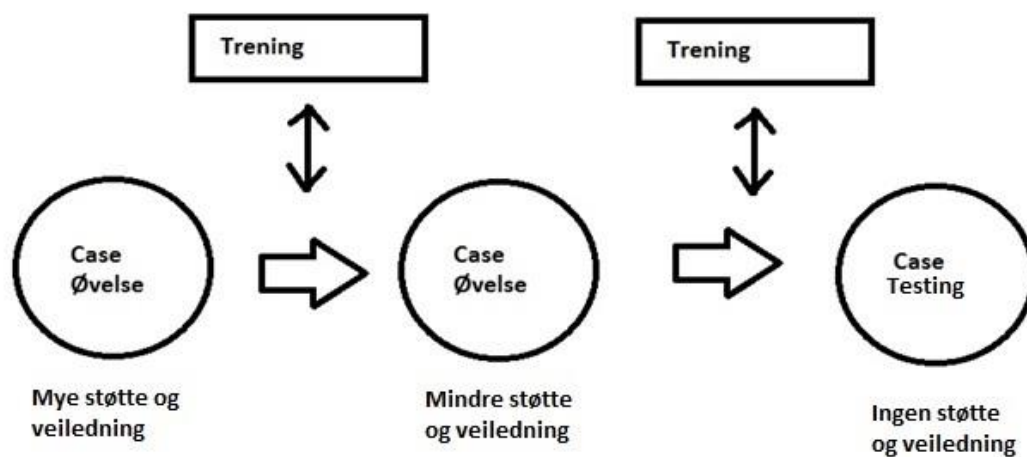 Trening
Trening
Case
Øvelse
Case
Øvelse
Case
Testing
Mye støtte og
veiledning
Mindre støtte
og veiledning
Ingen støtte
og veiledning